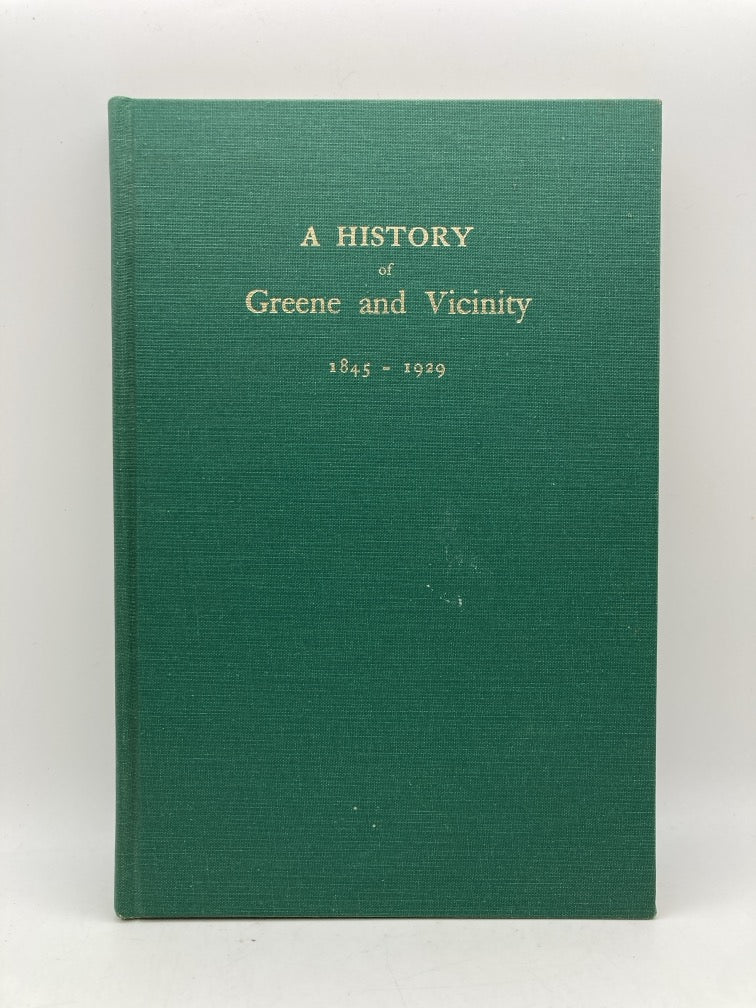 A HISTORY
of
Greene and Vicinity
1845 - 1929